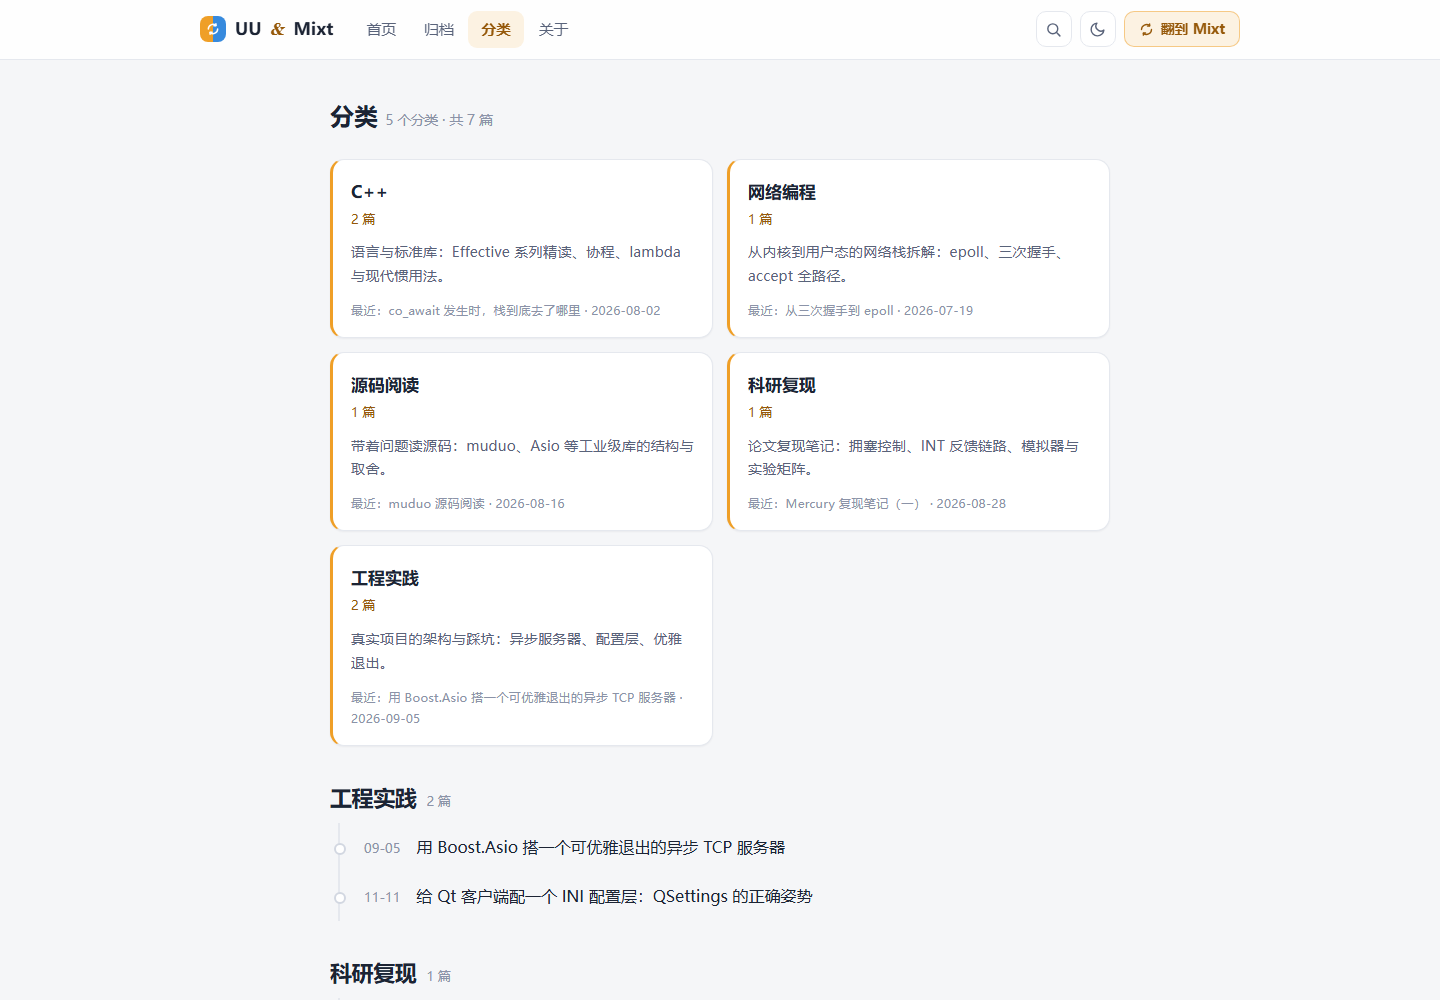 UU & Mixt 首页 归档 分类 关于 翻到 Mixt
分类 5 个分类 · 共 7 篇
C++
2 篇
语言与标准库：Effective 系列精读、协程、lambda
与现代惯用法。
最近：co_await 发生时，栈到底去了哪里 · 2026-08-02
网络编程
1 篇
从内核到用户态的网络栈拆解：epoll、三次握手、
accept 全路径。
最近：从三次握手到 epoll · 2026-07-19
源码阅读
1 篇
带着问题读源码：muduo、Asio 等工业级库的结构与
取舍。
最近：muduo 源码阅读 · 2026-08-16
科研复现
1 篇
论文复现笔记：拥塞控制、INT 反馈链路、模拟器与
实验矩阵。
最近：Mercury 复现笔记（一） · 2026-08-28
工程实践
2 篇
真实项目的架构与踩坑：异步服务器、配置层、优雅
退出。
最近：用 Boost.Asio 搭一个可优雅退出的异步 TCP 服务器 ·
2026-09-05
工程实践 2 篇
09-05 用 Boost.Asio 搭一个可优雅退出的异步 TCP 服务器
11-11 给 Qt 客户端配一个 INI 配置层：QSettings 的正确姿势
科研复现 1 篇